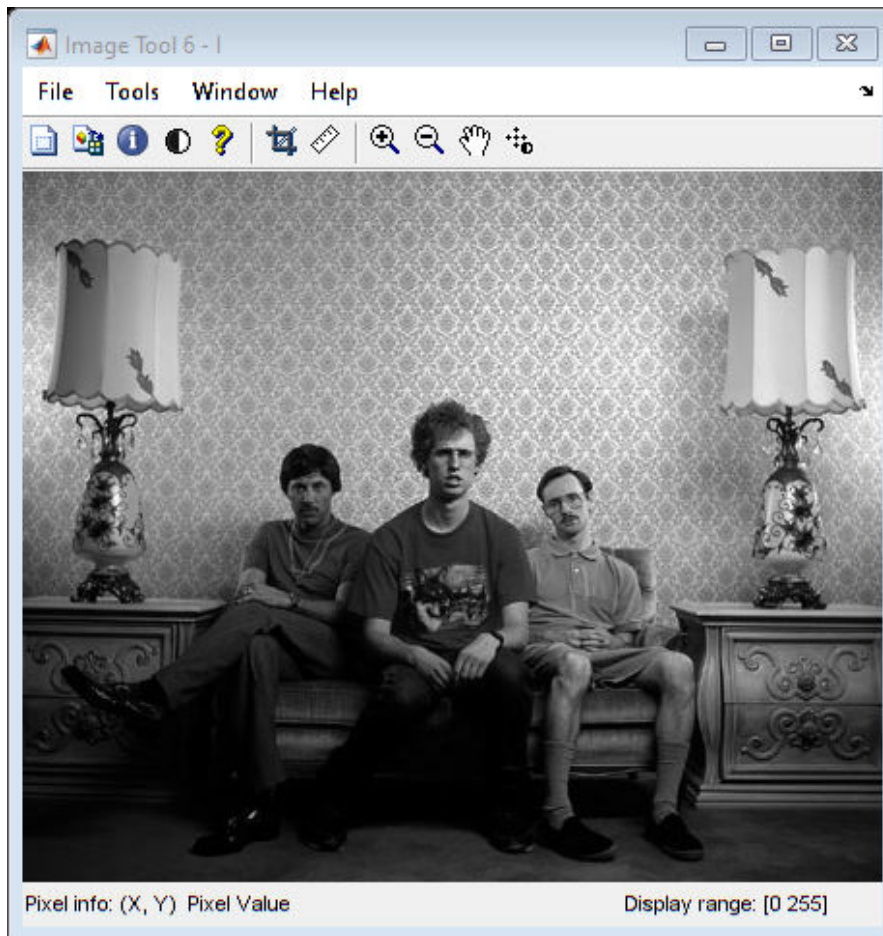 Image Tool 6 - I
File Tools Window Help
Pixel info: (X, Y) Pixel Value
Display range: [0 255]